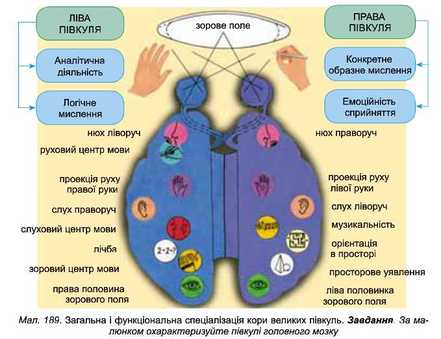 ЛІВА
ПІВКУЛЯ
зорове поле
ПРАВА
ПІВКУЛЯ
Аналітична
діяльність
Конкретне
образне мислення
Логічне
мислення
Емоційність
сприйняття
нюх ліворуч
нюх праворуч
руховий центр мови
проекція руху
правої руки
проекція руху
лівої руки
слух праворуч
слух ліворуч
слуховий центр мови
музикальність
лічба
2-2=?
орієнтація
в просторі
зоровий центр мови
просторове уявлення
права половина
зорового поля
ліва половинка
зорового поля
Мал. 189. Загальна і функціональна спеціалізація кори великих півкуль. Завдання. За ма-
люнком охарактеризуйте півкулі головного мозку